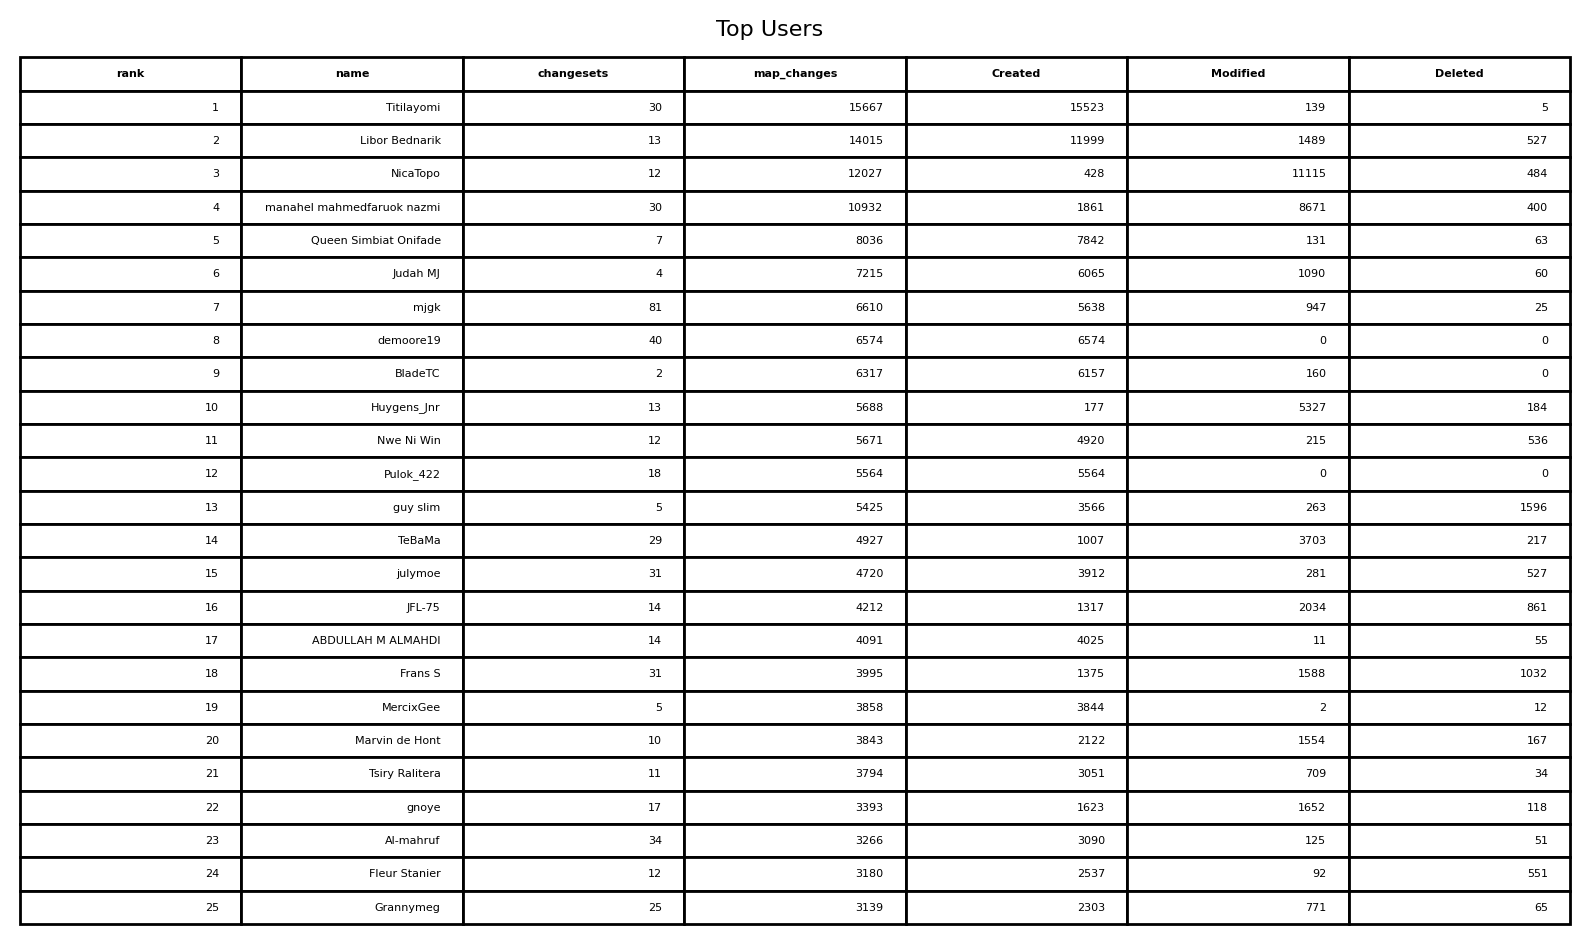 Top Users
rank name changesets map_changes Created Modified Deleted
1 Titilayomi 30 15667 15523 139 5
2 Libor Bednarik 13 14015 11999 1489 527
3 NicaTopo 12 12027 428 11115 484
4 manahel mahmedfaruok nazmi 30 10932 1861 8671 400
5 Queen Simbiat Onifade 7 8036 7842 131 63
6 Judah MJ 4 7215 6065 1090 60
7 mjgk 81 6610 5638 947 25
8 demoore19 40 6574 6574 0 0
9 BladeTC 2 6317 6157 160 0
10 Huygens_Jnr 13 5688 177 5327 184
11 Nwe Ni Win 12 5671 4920 215 536
12 Pulok_422 18 5564 5564 0 0
13 guy slim 5 5425 3566 263 1596
14 TeBaMa 29 4927 1007 3703 217
15 julymoe 31 4720 3912 281 527
16 JFL-75 14 4212 1317 2034 861
17 ABDULLAH M ALMAHDI 14 4091 4025 11 55
18 Frans S 31 3995 1375 1588 1032
19 MercixGee 5 3858 3844 2 12
20 Marvin de Hont 10 3843 2122 1554 167
21 Tsiry Ralitera 11 3794 3051 709 34
22 gnoye 17 3393 1623 1652 118
23 Al-mahruf 34 3266 3090 125 51
24 Fleur Stanier 12 3180 2537 92 551
25 Grannymeg 25 3139 2303 771 65